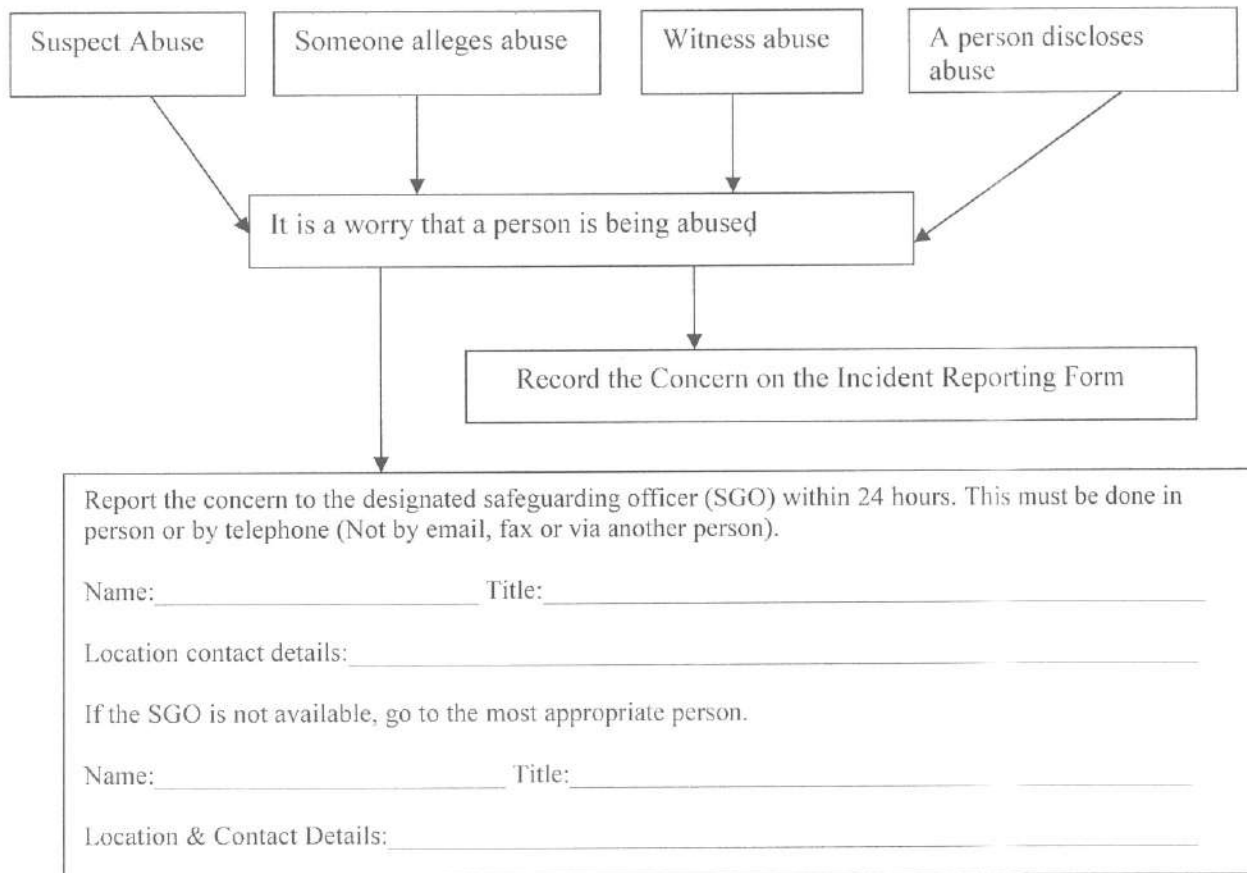 Suspect Abuse
Someone alleges abuse
Witness abuse
A person discloses
abuse
It is a worry that a person is being abused
Record the Concern on the Incident Reporting Form
Report the concern to the designated safeguarding officer (SGO) within 24 hours. This must be done in
person or by telephone (Not by email, fax or via another person).
Name: Title:
Location contact details:
If the SGO is not available, go to the most appropriate person.
Name: Title:
Location & Contact Details: